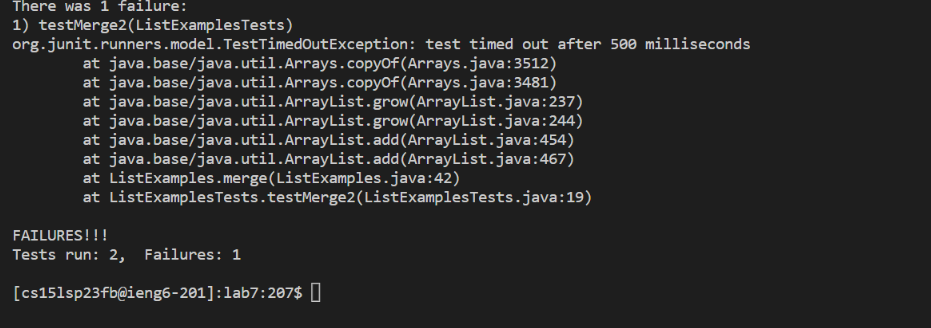 There was 1 failure:
1) testMerge2(ListExamplesTests)
org.junit.runners.model.TestTimedOutException: test timed out after 500 milliseconds
        at java.base/java.util.Arrays.copyOf(Arrays.java:3512)
        at java.base/java.util.Arrays.copyOf(Arrays.java:3481)
        at java.base/java.util.ArrayList.grow(ArrayList.java:237)
        at java.base/java.util.ArrayList.grow(ArrayList.java:244)
        at java.base/java.util.ArrayList.add(ArrayList.java:454)
        at java.base/java.util.ArrayList.add(ArrayList.java:467)
        at ListExamples.merge(ListExamples.java:42)
        at ListExamplesTests.testMerge2(ListExamplesTests.java:19)

FAILURES!!!
Tests run: 2,  Failures: 1

[cs15lsp23fb@ieng6-201]:lab7:207$